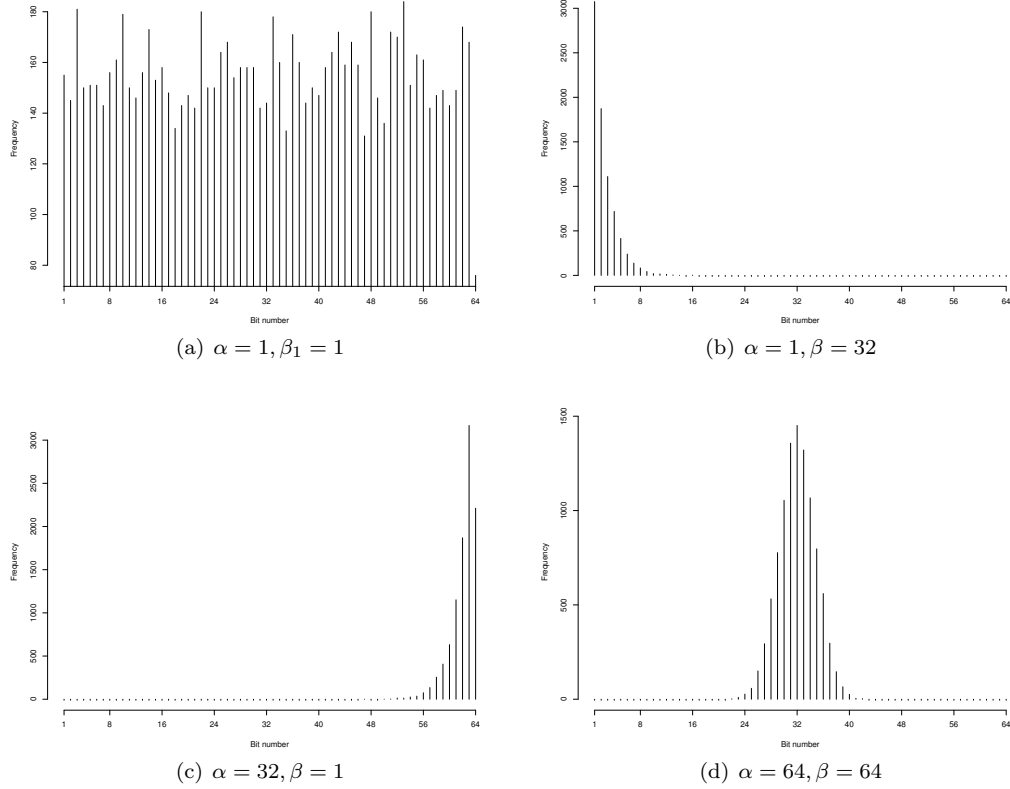 80 100 120 140 160 180
Frequency
1 8 16 24 32 40 48 56 64
Bit number
(a) α = 1, β₁ = 1
0 500 1000 1500 2000 2500 3000
Frequency
1 8 16 24 32 40 48 56 64
Bit number
(b) α = 1, β = 32
0 500 1000 1500 2000 2500 3000
Frequency
1 8 16 24 32 40 48 56 64
Bit number
(c) α = 32, β = 1
0 500 1000 1500
Frequency
1 8 16 24 32 40 48 56 64
Bit number
(d) α = 64, β = 64